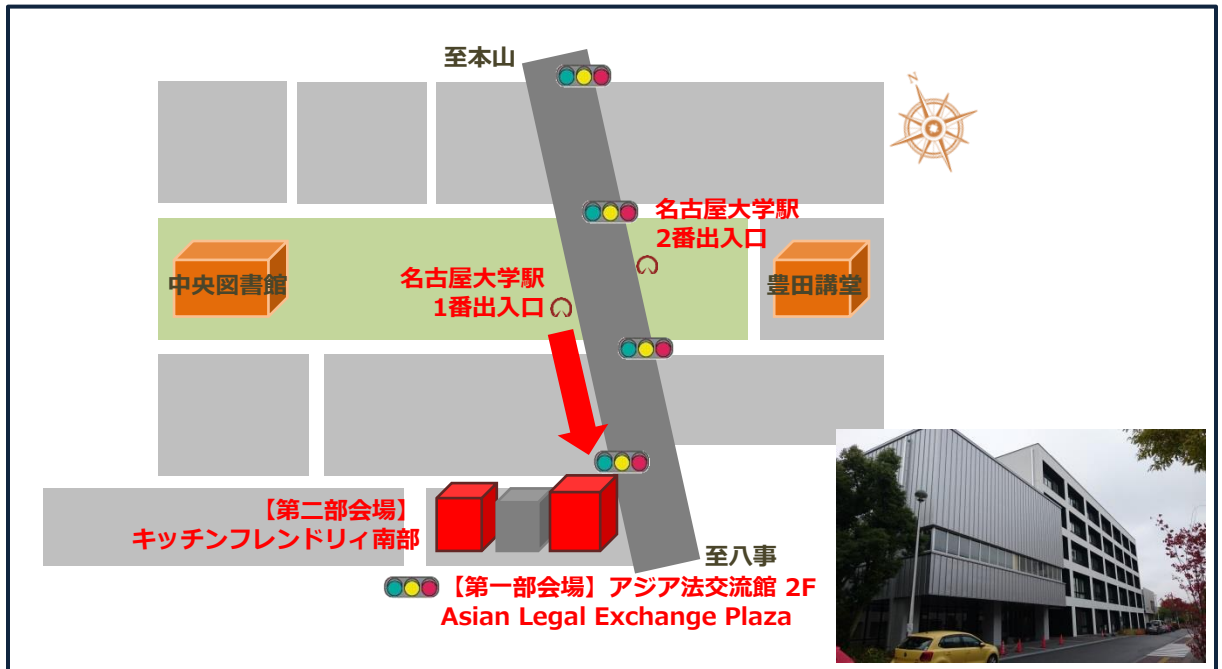 至本山
N
名古屋大学駅
2番出入口
中央図書館
名古屋大学駅
1番出入口
豊田講堂
【第二部会場】
キッチンフレンドリィ南部
至八事
【第一部会場】アジア法交流館 2F
Asian Legal Exchange Plaza